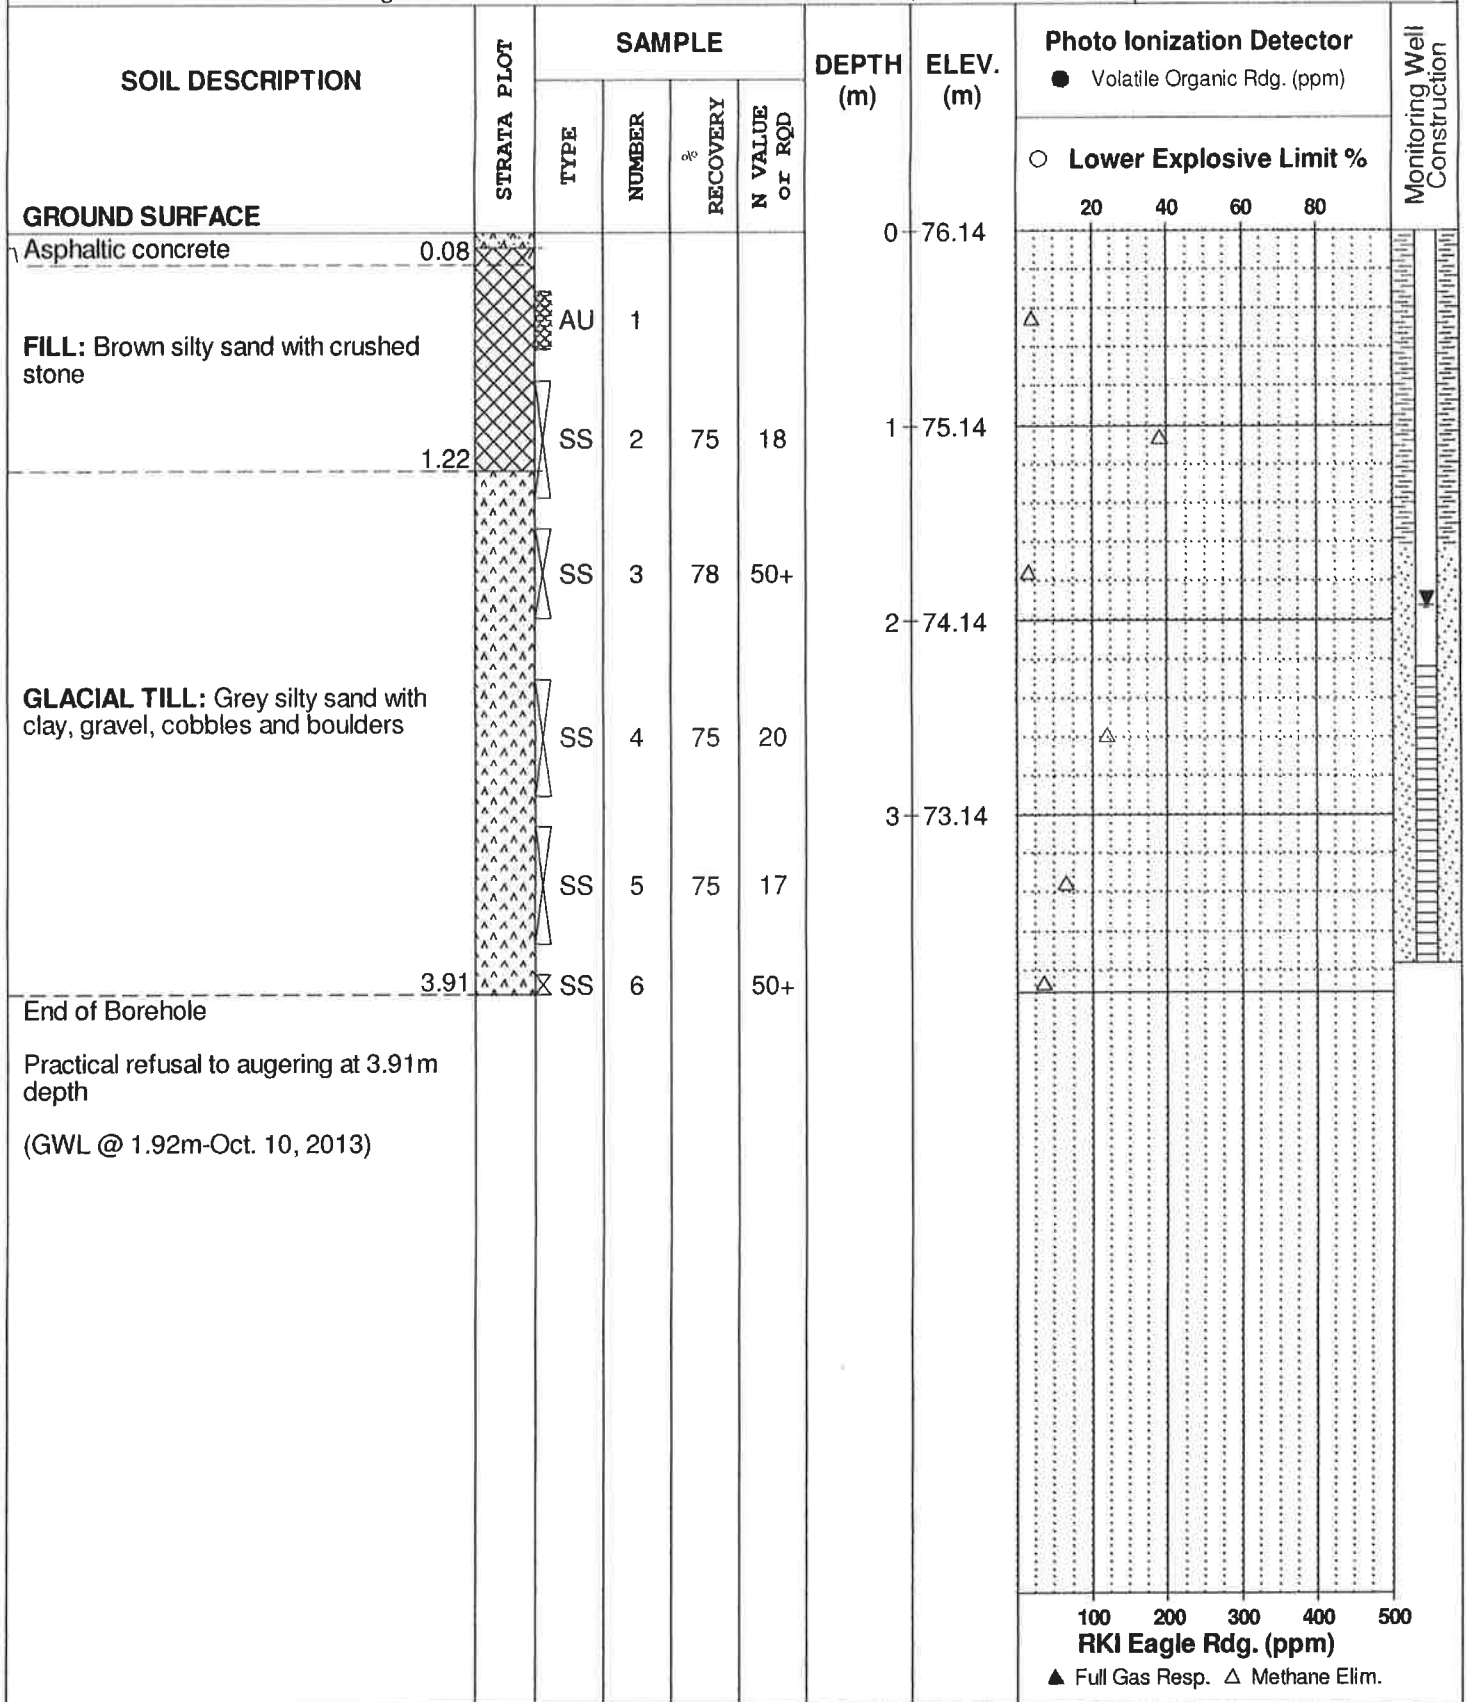 SOIL DESCRIPTION
STRATA PLOT
SAMPLE
TYPE
NUMBER
% RECOVERY
N VALUE
or RQD
DEPTH
(m)
ELEV.
(m)
Photo Ionization Detector
● Volatile Organic Rdg. (ppm)
○ Lower Explosive Limit %
20 40 60 80
Monitoring Well
Construction
GROUND SURFACE
0 76.14
Asphaltic concrete 0.08
AU 1
FILL: Brown silty sand with crushed
stone
1 75.14
SS 2 75 18
1.22
SS 3 78 50+
2 74.14
GLACIAL TILL: Grey silty sand with
clay, gravel, cobbles and boulders
SS 4 75 20
3 73.14
SS 5 75 17
3.91
SS 6 50+
End of Borehole
Practical refusal to augering at 3.91m
depth
(GWL @ 1.92m-Oct. 10, 2013)
100 200 300 400 500
RKI Eagle Rdg. (ppm)
▲ Full Gas Resp. △ Methane Elim.